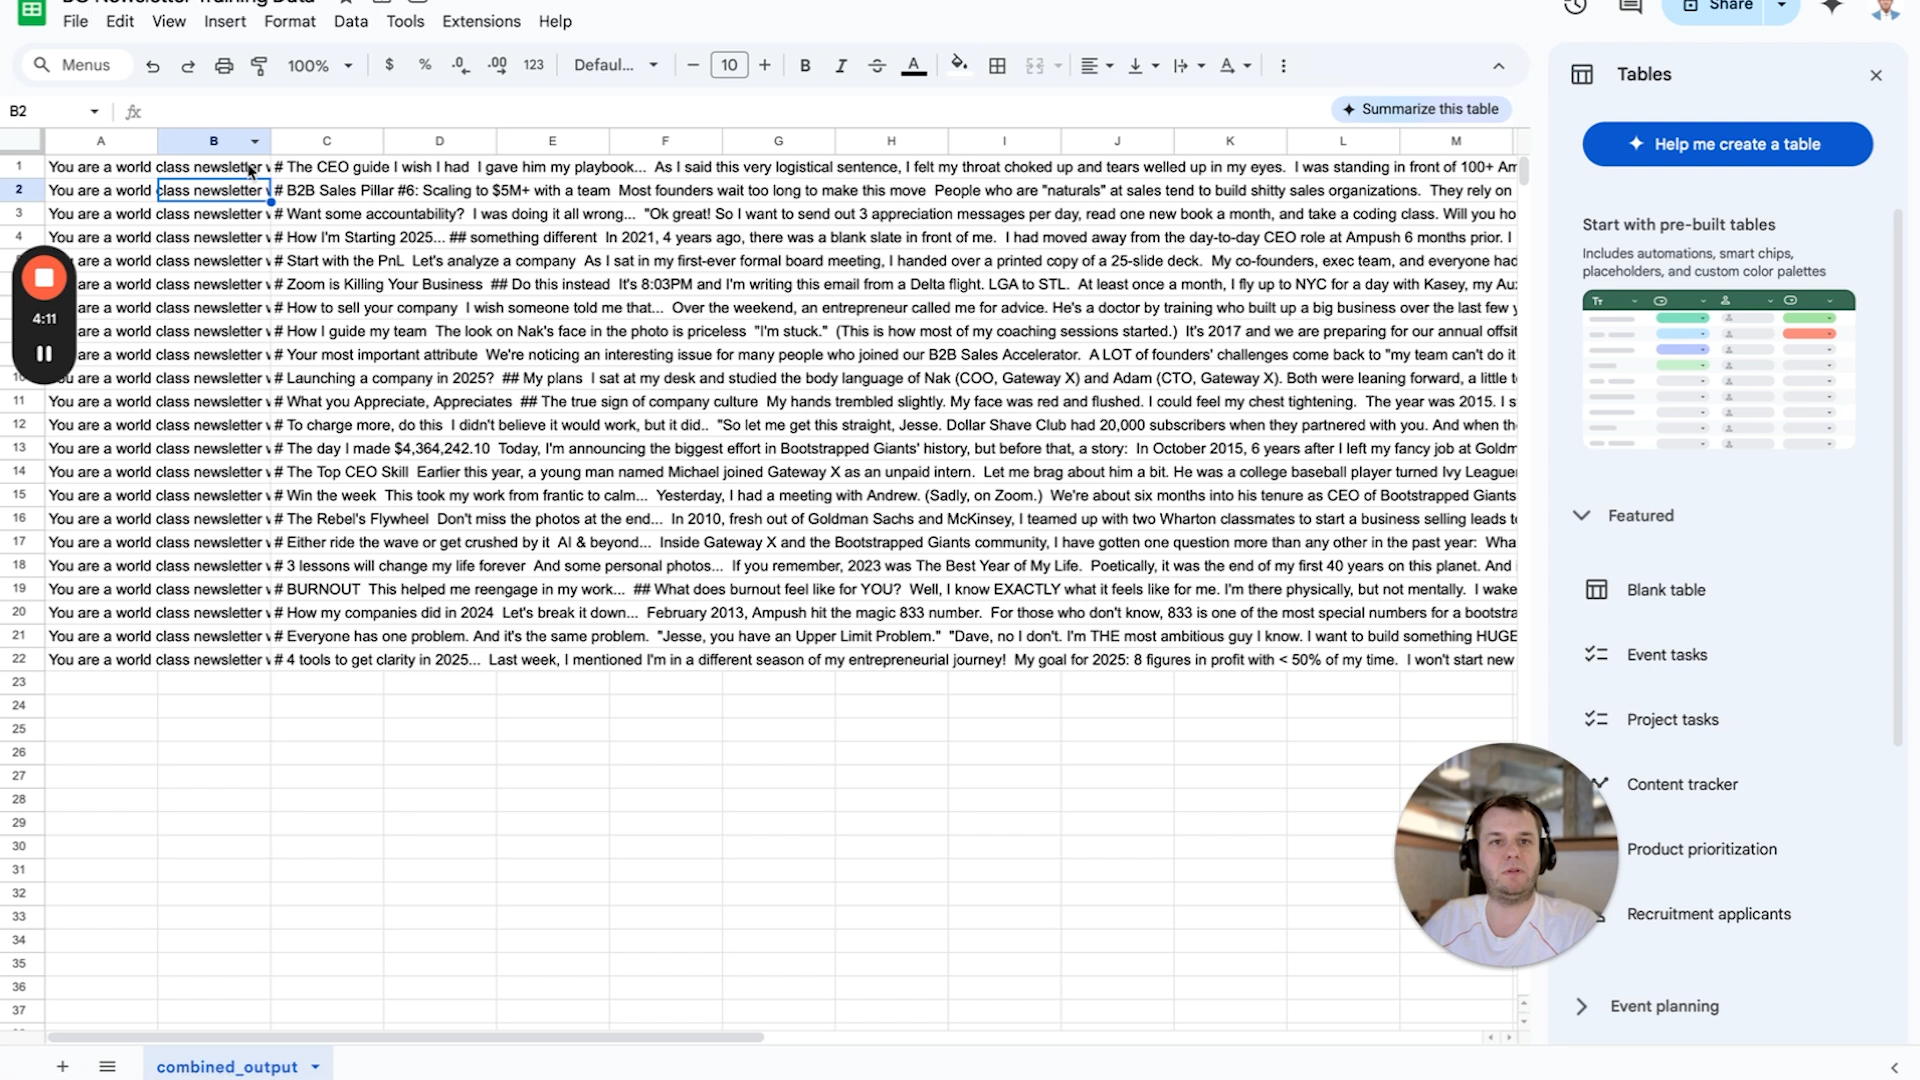 File Edit View Insert Format Data Tools Extensions Help
Share
Menus 100% $ % .0 .00 123 Defaul... 10 B I A
B2 fx Summarize this table
A B C D E F G H I J K L M
1 You are a world class newsletter # The CEO guide I wish I had I gave him my playbook... As I said this very logistical sentence, I felt my throat choked up and tears welled up in my eyes. I was standing in front of 100+ Am
2 You are a world class newsletter # B2B Sales Pillar #6: Scaling to $5M+ with a team Most founders wait too long to make this move People who are "naturals" at sales tend to build shitty sales organizations. They rely on
3 You are a world class newsletter # Want some accountability? I was doing it all wrong... "Ok great! So I want to send out 3 appreciation messages per day, read one new book a month, and take a coding class. Will you ho
4 You are a world class newsletter # How I'm Starting 2025... ## something different In 2021, 4 years ago, there was a blank slate in front of me. I had moved away from the day-to-day CEO role at Ampush 6 months prior. I
are a world class newsletter # Start with the PnL Let's analyze a company As I sat in my first-ever formal board meeting, I handed over a printed copy of a 25-slide deck. My co-founders, exec team, and everyone had
are a world class newsletter # Zoom is Killing Your Business ## Do this instead It's 8:03PM and I'm writing this email from a Delta flight. LGA to STL. At least once a month, I fly up to NYC for a day with Kasey, my Au
are a world class newsletter # How to sell your company I wish someone told me that... Over the weekend, an entrepreneur called me for advice. He's a doctor by training who built up a big business over the last few
are a world class newsletter # How I guide my team The look on Nak's face in the photo is priceless "I'm stuck." (This is how most of my coaching sessions started.) It's 2017 and we are preparing for our annual offsit
are a world class newsletter # Your most important attribute We're noticing an interesting issue for many people who joined our B2B Sales Accelerator. A LOT of founders' challenges come back to "my team can't do it
are a world class newsletter # Launching a company in 2025? ## My plans I sat at my desk and studied the body language of Nak (COO, Gateway X) and Adam (CTO, Gateway X). Both were leaning forward, a little t
11 You are a world class newsletter # What you Appreciate, Appreciates ## The true sign of company culture My hands trembled slightly. My face was red and flushed. I could feel my chest tightening. The year was 2015. I s
12 You are a world class newsletter # To charge more, do this I didn't believe it would work, but it did.. "So let me get this straight, Jesse. Dollar Shave Club had 20,000 subscribers when they partnered with you. And when the
13 You are a world class newsletter # The day I made $4,364,242.10 Today, I'm announcing the biggest effort in Bootstrapped Giants' history, but before that, a story: In October 2015, 6 years after I left my fancy job at Goldm
14 You are a world class newsletter # The Top CEO Skill Earlier this year, a young man named Michael joined Gateway X as an unpaid intern. Let me brag about him a bit. He was a college baseball player turned Ivy Leaguer
15 You are a world class newsletter # Win the week This took my work from frantic to calm... Yesterday, I had a meeting with Andrew. (Sadly, on Zoom.) We're about six months into his tenure as CEO of Bootstrapped Giants
16 You are a world class newsletter # The Rebel's Flywheel Don't miss the photos at the end... In 2010, fresh out of Goldman Sachs and McKinsey, I teamed up with two Wharton classmates to start a business selling leads t
17 You are a world class newsletter # Either ride the wave or get crushed by it AI & beyond... Inside Gateway X and the Bootstrapped Giants community, I have gotten one question more than any other in the past year: Wha
18 You are a world class newsletter # 3 lessons will change my life forever And some personal photos... If you remember, 2023 was The Best Year of My Life. Poetically, it was the end of my first 40 years on this planet. And
19 You are a world class newsletter # BURNOUT This helped me reengage in my work... ## What does burnout feel like for YOU? Well, I know EXACTLY what it feels like for me. I'm there physically, but not mentally. I wake
20 You are a world class newsletter # How my companies did in 2024 Let's break it down... February 2013, Ampush hit the magic 833 number. For those who don't know, 833 is one of the most special numbers for a bootstra
21 You are a world class newsletter # Everyone has one problem. And it's the same problem. "Jesse, you have an Upper Limit Problem." "Dave, no I don't. I'm THE most ambitious guy I know. I want to build something HUGE
22 You are a world class newsletter # 4 tools to get clarity in 2025... Last week, I mentioned I'm in a different season of my entrepreneurial journey! My goal for 2025: 8 figures in profit with < 50% of my time. I won't start new
23
24
25
26
27
28
29
30
31
32
33
34
35
36
37
4:11
combined_output
Tables
Help me create a table
Start with pre-built tables
Includes automations, smart chips,
placeholders, and custom color palettes
Tт
Featured
Blank table
Event tasks
Project tasks
Content tracker
Product prioritization
Recruitment applicants
Event planning